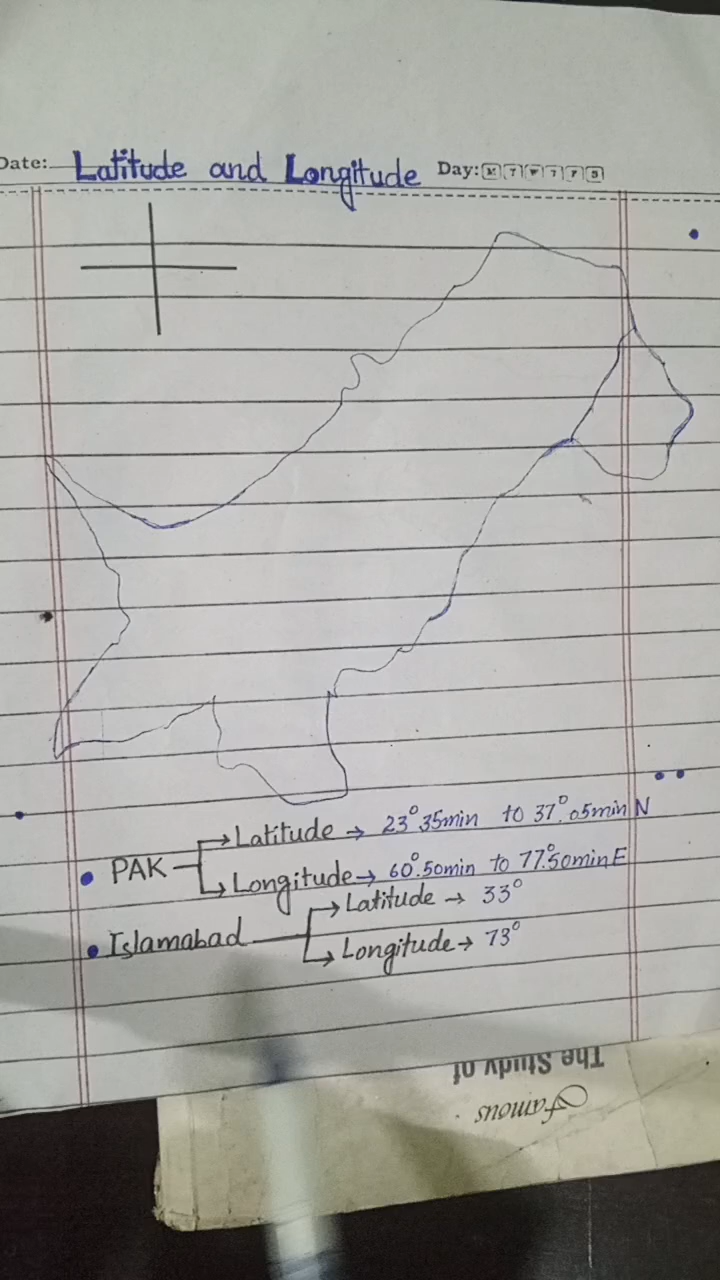 Date: Latitude and Longitude Day: M T W T F S
PAK → Latitude → 23° 35min to 37°.05min N
→ Longitude → 60°.50min to 77°.50min E
Islamabad → Latitude → 33°
→ Longitude → 73°
The Study of
Famous